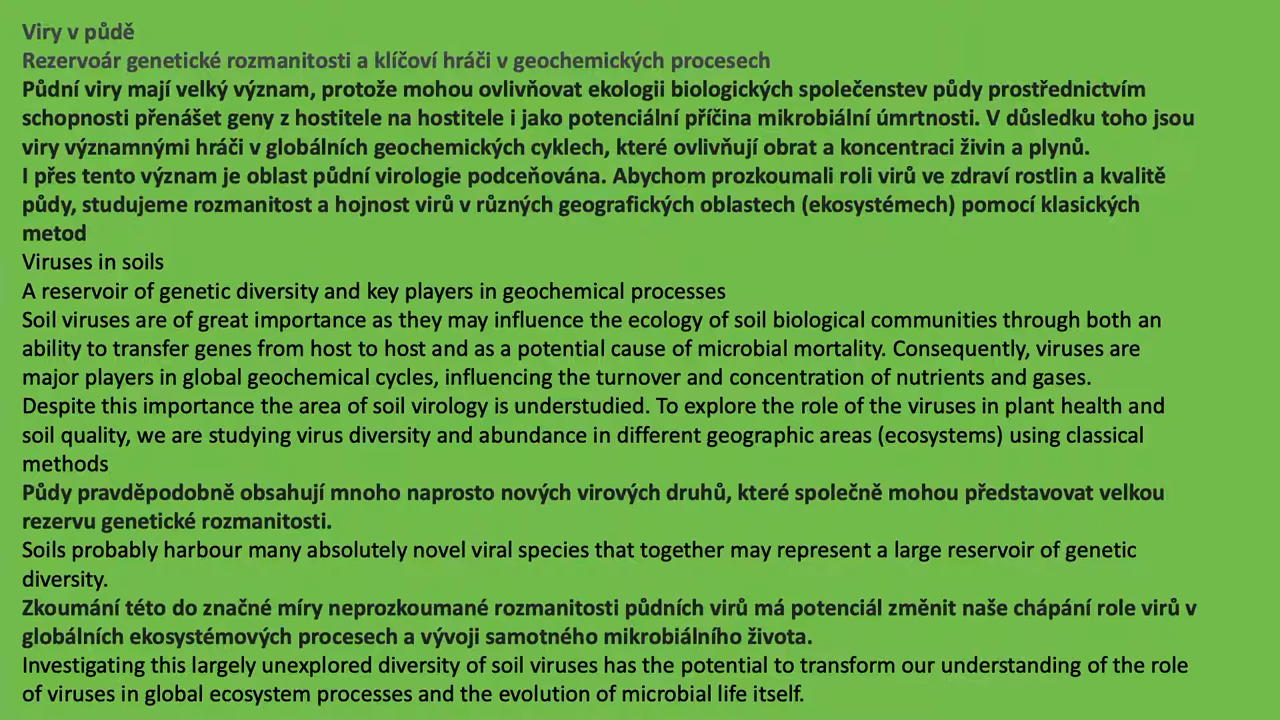 Viry v půdě
Rezervoár genetické rozmanitosti a klíčoví hráči v geochemických procesech
Půdní viry mají velký význam, protože mohou ovlivňovat ekologii biologických společenstev půdy prostřednictvím
schopnosti přenášet geny z hostitele na hostitele i jako potenciální příčina mikrobiální úmrtnosti. V důsledku toho jsou
viry významnými hráči v globálních geochemických cyklech, které ovlivňují obrat a koncentraci živin a plynů.
I přes tento význam je oblast půdní virologie podceňována. Abychom prozkoumali roli virů ve zdraví rostlin a kvalitě
půdy, studujeme rozmanitost a hojnost virů v různých geografických oblastech (ekosystémech) pomocí klasických
metod
Viruses in soils
A reservoir of genetic diversity and key players in geochemical processes
Soil viruses are of great importance as they may influence the ecology of soil biological communities through both an
ability to transfer genes from host to host and as a potential cause of microbial mortality. Consequently, viruses are
major players in global geochemical cycles, influencing the turnover and concentration of nutrients and gases.
Despite this importance the area of soil virology is understudied. To explore the role of the viruses in plant health and
soil quality, we are studying virus diversity and abundance in different geographic areas (ecosystems) using classical
methods
Půdy pravděpodobně obsahují mnoho naprosto nových virových druhů, které společně mohou představovat velkou
rezervu genetické rozmanitosti.
Soils probably harbour many absolutely novel viral species that together may represent a large reservoir of genetic
diversity.
Zkoumání této do značné míry neprozkoumané rozmanitosti půdních virů má potenciál změnit naše chápání role virů v
globálních ekosystémových procesech a vývoji samotného mikrobiálního života.
Investigating this largely unexplored diversity of soil viruses has the potential to transform our understanding of the role
of viruses in global ecosystem processes and the evolution of microbial life itself.